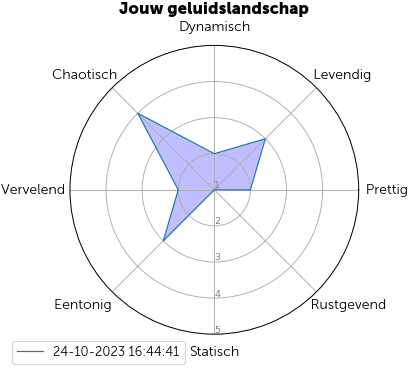 Jouw geluidslandschap
Dynamisch
Chaotisch
Levendig
Vervelend
1
Prettig
2
3
4
Eentonig
Rustgevend
5
24-10-2023 16:44:41
Statisch